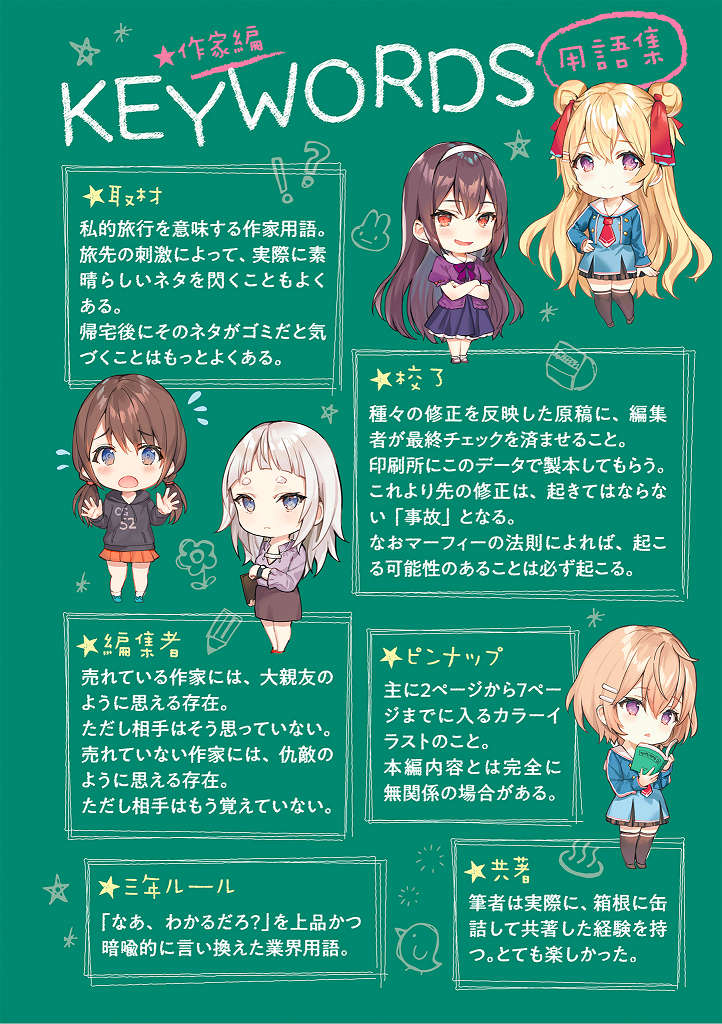 ★作家編
KEYWORDS
用語集
!?
★取材
私的旅行を意味する作家用語。
旅先の刺激によって、実際に素
晴らしいネタを閃くこともよく
ある。
帰宅後にそのネタがゴミだと気
づくことはもっとよくある。
★校了
種々の修正を反映した原稿に、編集
者が最終チェックを済ませること。
印刷所にこのデータで製本してもらう。
これより先の修正は、起きてはならな
い「事故」となる。
なおマーフィーの法則によれば、起こ
る可能性のあることは必ず起こる。
52
★編集者
売れている作家には、大親友の
ように思える存在。
ただし相手はそう思っていない。
売れていない作家には、仇敵の
ように思える存在。
ただし相手はもう覚えていない。
★ピンナップ
主に2ページから7ペー
ジまでに入るカラーイ
ラストのこと。
本編内容とは完全に
無関係の場合がある。
★三年ルール
「なあ、わかるだろ?」を上品かつ
暗喩的に言い換えた業界用語。
★共著
筆者は実際に、箱根に缶
詰して共著した経験を持
つ。とても楽しかった。